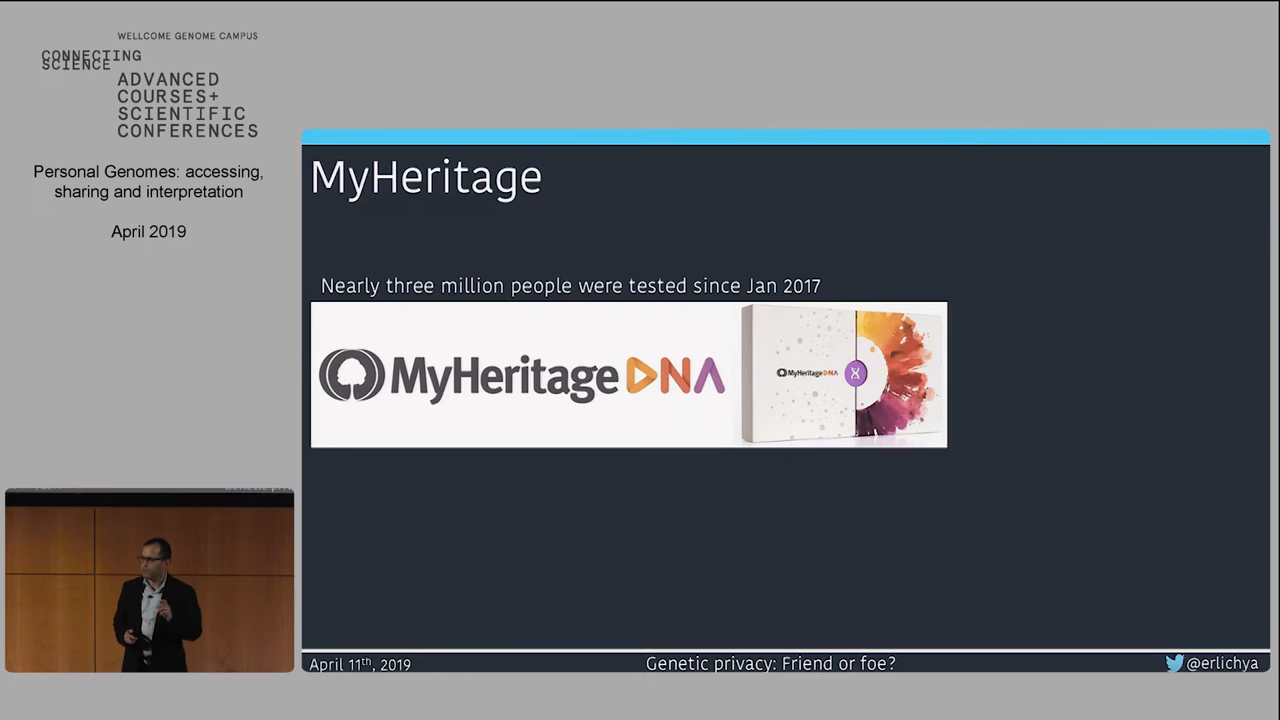 WELLCOME GENOME CAMPUS
CONNECTING
SCIENCE
ADVANCED
COURSES+
SCIENTIFIC
CONFERENCES
Personal Genomes: accessing,
sharing and interpretation
April 2019
MyHeritage
Nearly three million people were tested since Jan 2017
MyHeritage DNA
MyHeritage DNA
April 11th, 2019
Genetic privacy: Friend or foe?
@erlichya